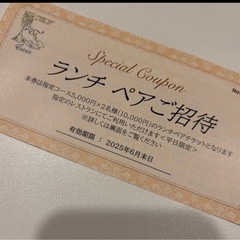 Special Coupon
No
ランチ ペアご招待
本券は指定コース5,000円×2名様(10,000円)のランチペアチケットとなります
指定のレストランにてご利用いただけます<平日限定>
※詳しくは裏面をご覧ください
有効期限 : 2025年6月末日